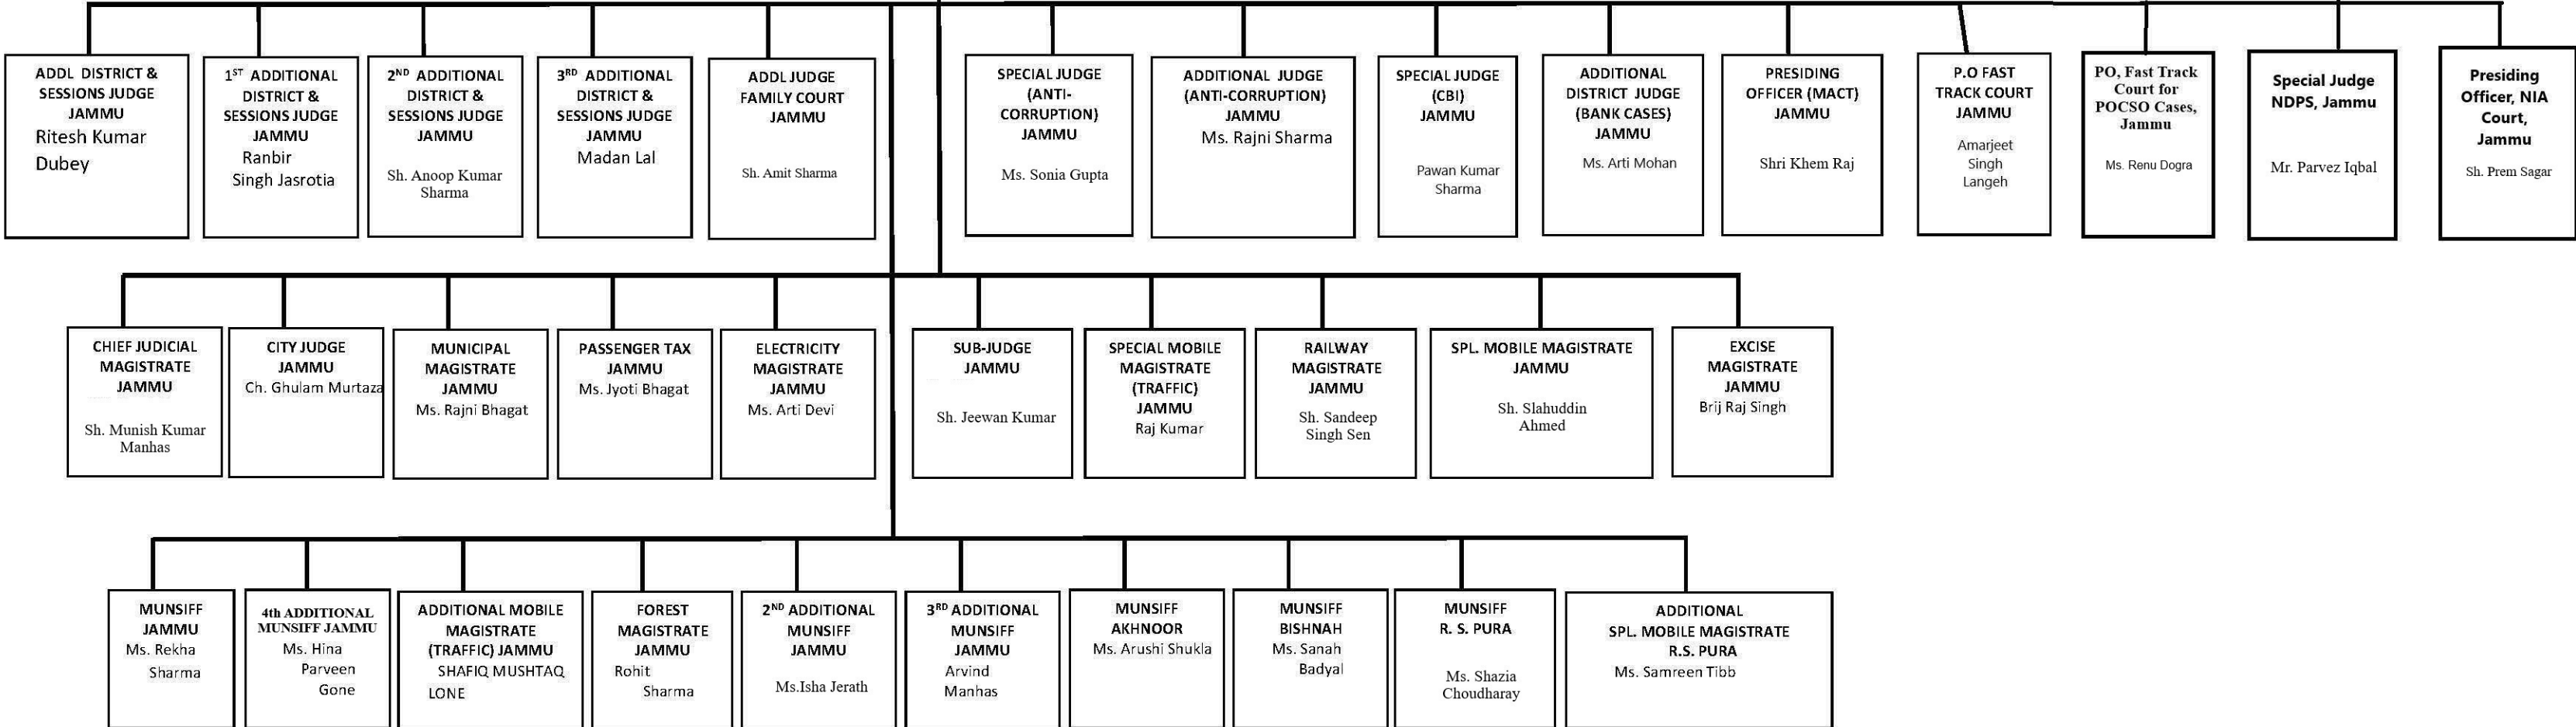 ADDL DISTRICT &
SESSIONS JUDGE
JAMMU
Ritesh Kumar
Dubey
1ST ADDITIONAL
DISTRICT &
SESSIONS JUDGE
JAMMU
Ranbir
Singh Jasrotia
2ND ADDITIONAL
DISTRICT &
SESSIONS JUDGE
JAMMU
Sh. Anoop Kumar
Sharma
3RD ADDITIONAL
DISTRICT &
SESSIONS JUDGE
JAMMU
Madan Lal
ADDL JUDGE
FAMILY COURT
JAMMU
Sh. Amit Sharma
SPECIAL JUDGE
(ANTI-
CORRUPTION)
JAMMU
Ms. Sonia Gupta
ADDITIONAL JUDGE
(ANTI-CORRUPTION)
JAMMU
Ms. Rajni Sharma
SPECIAL JUDGE
(CBI)
JAMMU
Pawan Kumar
Sharma
ADDITIONAL
DISTRICT JUDGE
(BANK CASES)
JAMMU
Ms. Arti Mohan
PRESIDING
OFFICER (MACT)
JAMMU
Shri Khem Raj
P.O FAST
TRACK COURT
JAMMU
Amarjeet
Singh
Langeh
PO, Fast Track
Court for
POCSO Cases,
Jammu
Ms. Renu Dogra
Special Judge
NDPS, Jammu
Mr. Parvez Iqbal
Presiding
Officer, NIA
Court,
Jammu
Sh. Prem Sagar
CHIEF JUDICIAL
MAGISTRATE
JAMMU
Sh. Munish Kumar
Manhas
CITY JUDGE
JAMMU
Ch. Ghulam Murtaza
MUNICIPAL
MAGISTRATE
JAMMU
Ms. Rajni Bhagat
PASSENGER TAX
JAMMU
Ms. Jyoti Bhagat
ELECTRICITY
MAGISTRATE
JAMMU
Ms. Arti Devi
SUB-JUDGE
JAMMU
Sh. Jeewan Kumar
SPECIAL MOBILE
MAGISTRATE
(TRAFFIC)
JAMMU
Raj Kumar
RAILWAY
MAGISTRATE
JAMMU
Sh. Sandeep
Singh Sen
SPL. MOBILE MAGISTRATE
JAMMU
Sh. Slahuddin
Ahmed
EXCISE
MAGISTRATE
JAMMU
Brij Raj Singh
MUNSIFF
JAMMU
Ms. Rekha
Sharma
4th ADDITIONAL
MUNSIFF JAMMU
Ms. Hina
Parveen
Gone
ADDITIONAL MOBILE
MAGISTRATE
(TRAFFIC) JAMMU
SHAFIQ MUSHTAQ
LONE
FOREST
MAGISTRATE
JAMMU
Rohit
Sharma
2ND ADDITIONAL
MUNSIFF
JAMMU
Ms.Isha Jerath
3RD ADDITIONAL
MUNSIFF
JAMMU
Arvind
Manhas
MUNSIFF
AKHNOOR
Ms. Arushi Shukla
MUNSIFF
BISHNAH
Ms. Sanah
Badyal
MUNSIFF
R. S. PURA
Ms. Shazia
Choudharay
ADDITIONAL
SPL. MOBILE MAGISTRATE
R.S. PURA
Ms. Samreen Tibb